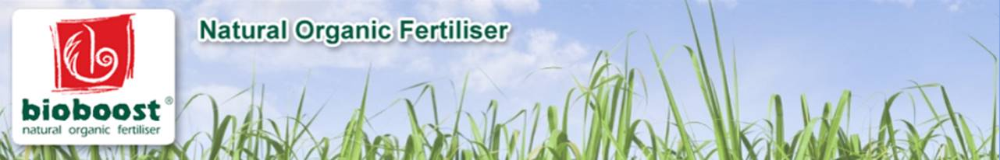 Natural Organic Fertiliser
bioboost®
natural organic fertiliser